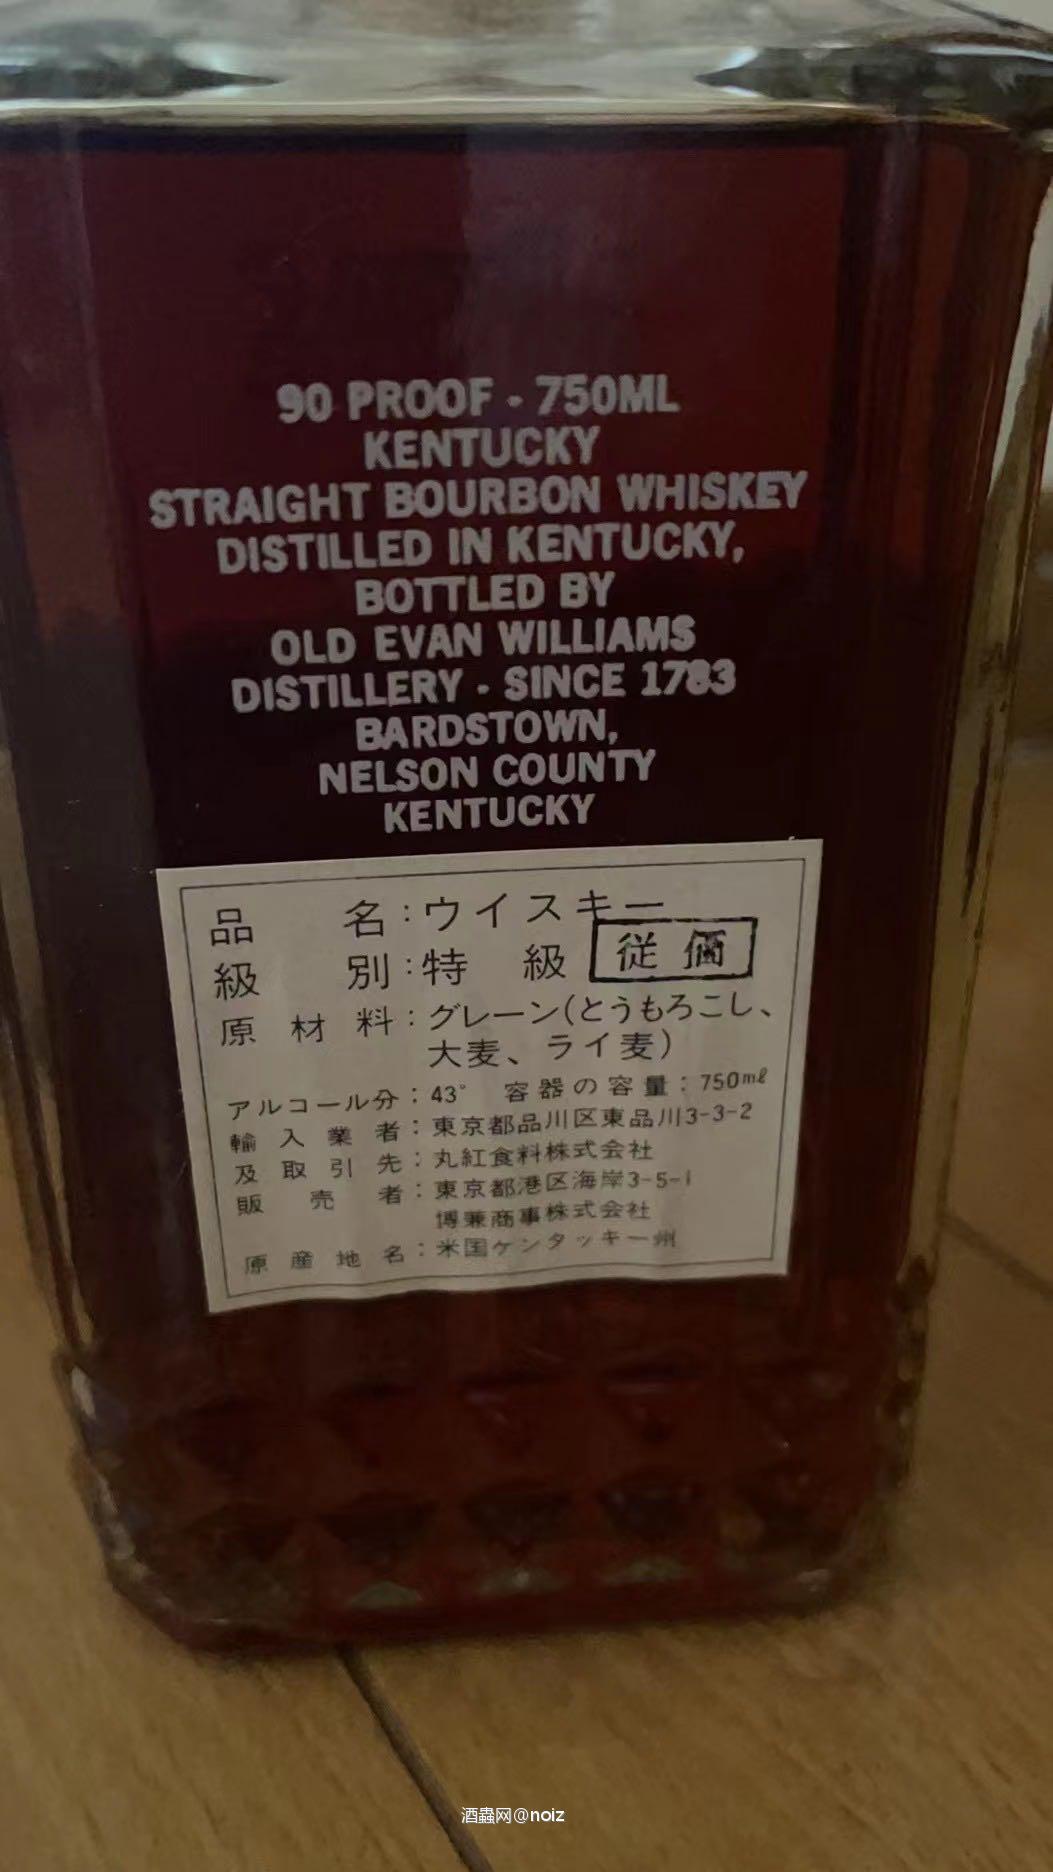 90 PROOF - 750ML
KENTUCKY
STRAIGHT BOURBON WHISKEY
DISTILLED IN KENTUCKY,
BOTTLED BY
OLD EVAN WILLIAMS
DISTILLERY - SINCE 1783
BARDSTOWN,
NELSON COUNTY
KENTUCKY
品名:ウイスキー
級別:特級 従価
原材料:グレーン(とうもろこし、
大麦、ライ麦)
アルコール分:43° 容器の容量:750ml
輸入業者:東京都品川区東品川3-3-2
及取引先:丸紅食料株式会社
販売者:東京都港区海岸3-5-1
博兼商事株式会社
原産地名:米国ケンタッキー州
酒蟲网@noiz